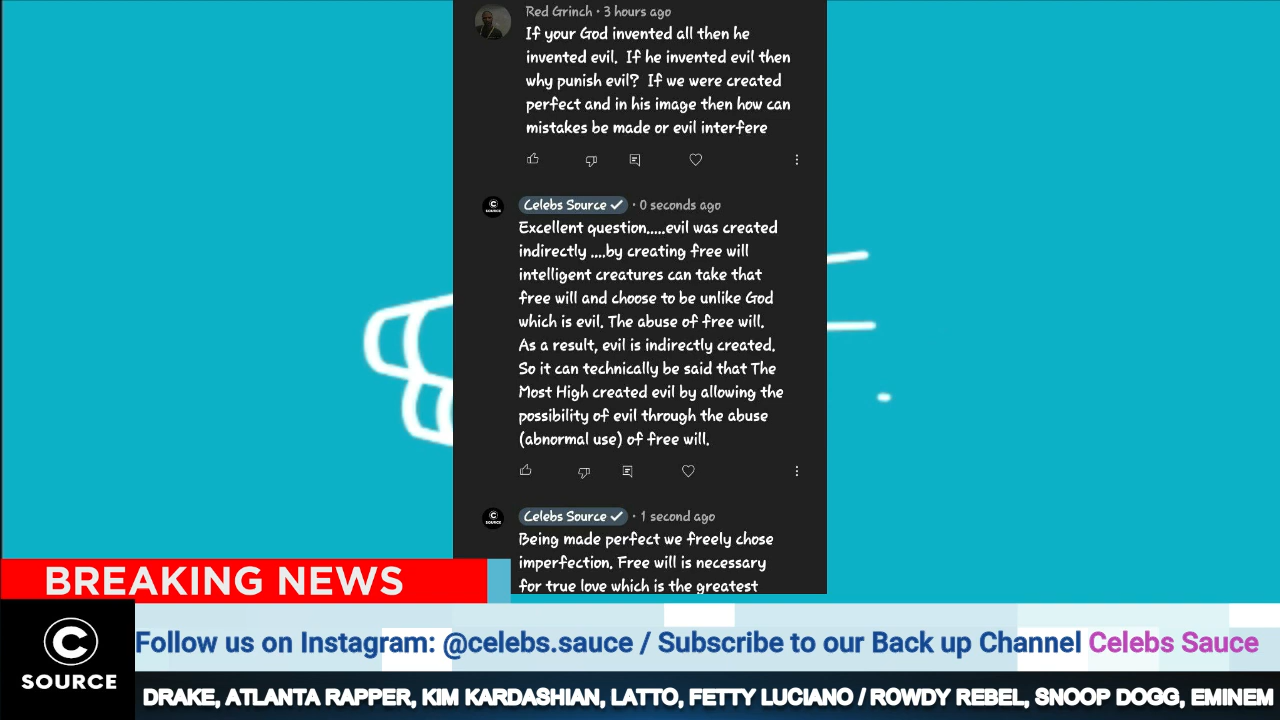 Red Grinch · 3 hours ago
If your God invented all then he
invented evil. If he invented evil then
why punish evil? If we were created
perfect and in his image then how can
mistakes be made or evil interfere
C
SOURCE
Celebs Source · 0 seconds ago
Excellent question.....evil was created
indirectly ....by creating free will
intelligent creatures can take that
free will and choose to be unlike God
which is evil. The abuse of free will.
As a result, evil is indirectly created.
So it can technically be said that The
Most High created evil by allowing the
possibility of evil through the abuse
(abnormal use) of free will.
C
SOURCE
Celebs Source · 1 second ago
Being made perfect we freely chose
imperfection. Free will is necessary
for true love which is the greatest
BREAKING NEWS
C
SOURCE
Follow us on Instagram: @celebs.sauce / Subscribe to our Back up Channel Celebs Sauce
DRAKE, ATLANTA RAPPER, KIM KARDASHIAN, LATTO, FETTY LUCIANO / ROWDY REBEL, SNOOP DOGG, EMINEM